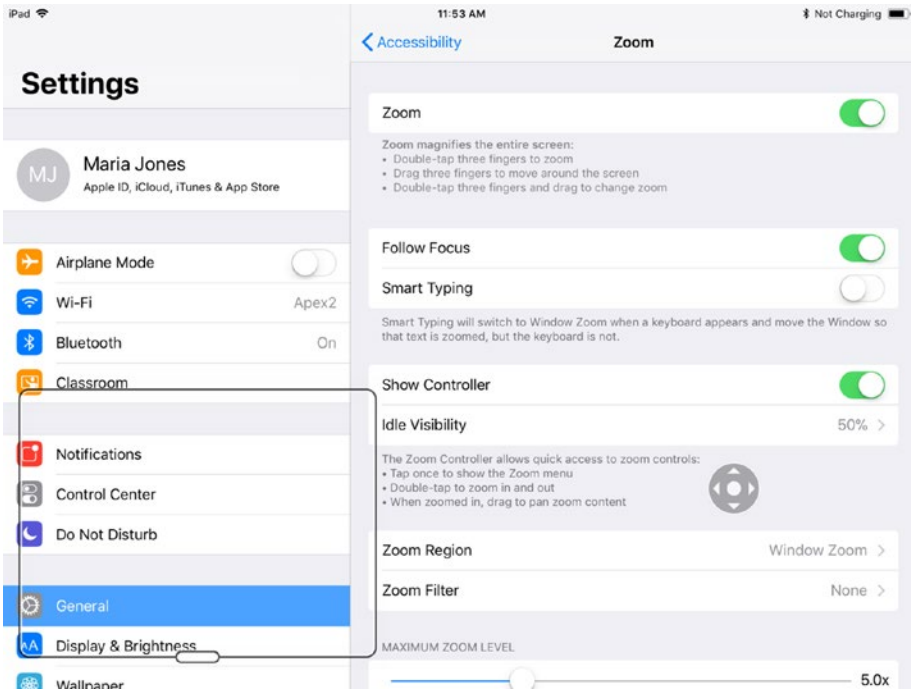 iPad
11:53 AM
Not Charging
Settings
Accessibility
Zoom
MJ
Maria Jones
Apple ID, iCloud, iTunes & App Store
Airplane Mode
Wi-Fi
Apex2
Bluetooth
On
Classroom
Notifications
Control Center
Do Not Disturb
General
AA
Display & Brightness
Wallpaper
Zoom
Zoom magnifies the entire screen:
• Double-tap three fingers to zoom
• Drag three fingers to move around the screen
• Double-tap three fingers and drag to change zoom
Follow Focus
Smart Typing
Smart Typing will switch to Window Zoom when a keyboard appears and move the Window so
that text is zoomed, but the keyboard is not.
Show Controller
Idle Visibility
50%
The Zoom Controller allows quick access to zoom controls:
• Tap once to show the Zoom menu
• Double-tap to zoom in and out
• When zoomed in, drag to pan zoom content
Zoom Region
Window Zoom
Zoom Filter
None
MAXIMUM ZOOM LEVEL
5.0x